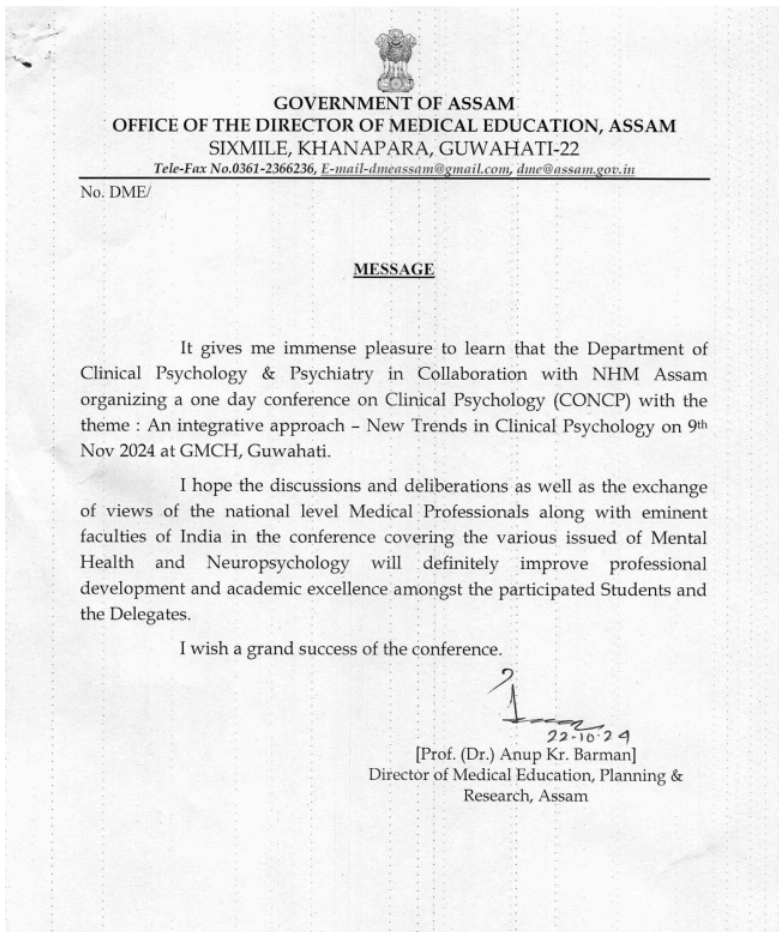 GOVERNMENT OF ASSAM
OFFICE OF THE DIRECTOR OF MEDICAL EDUCATION, ASSAM
SIXMILE, KHANAPARA, GUWAHATI-22
Tele-Fax No.0361-2366236, E-mail-dmeassam@gmail.com, dme@assam.gov.in
No. DME/
MESSAGE
It gives me immense pleasure to learn that the Department of
Clinical Psychology & Psychiatry in Collaboration with NHM Assam
organizing a one day conference on Clinical Psychology (CONCP) with the
theme : An integrative approach – New Trends in Clinical Psychology on 9th
Nov 2024 at GMCH, Guwahati.
I hope the discussions and deliberations as well as the exchange
of views of the national level Medical Professionals along with eminent
faculties of India in the conference covering the various issued of Mental
Health and Neuropsychology will definitely improve professional
development and academic excellence amongst the participated Students and
the Delegates.
I wish a grand success of the conference.
22-10-24
[Prof. (Dr.) Anup Kr. Barman]
Director of Medical Education, Planning &
Research, Assam